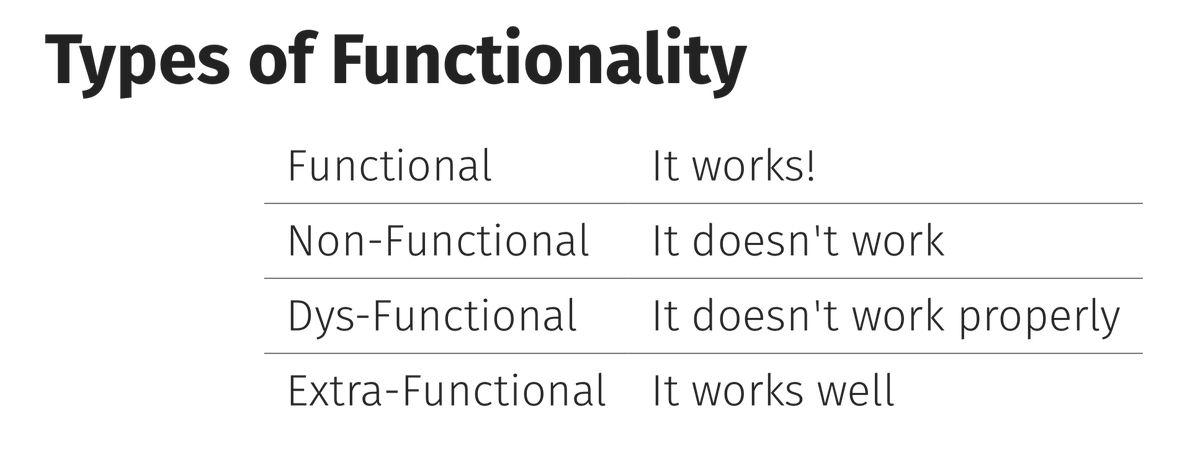 Types of Functionality
Functional It works!
Non-Functional It doesn't work
Dys-Functional It doesn't work properly
Extra-Functional It works well